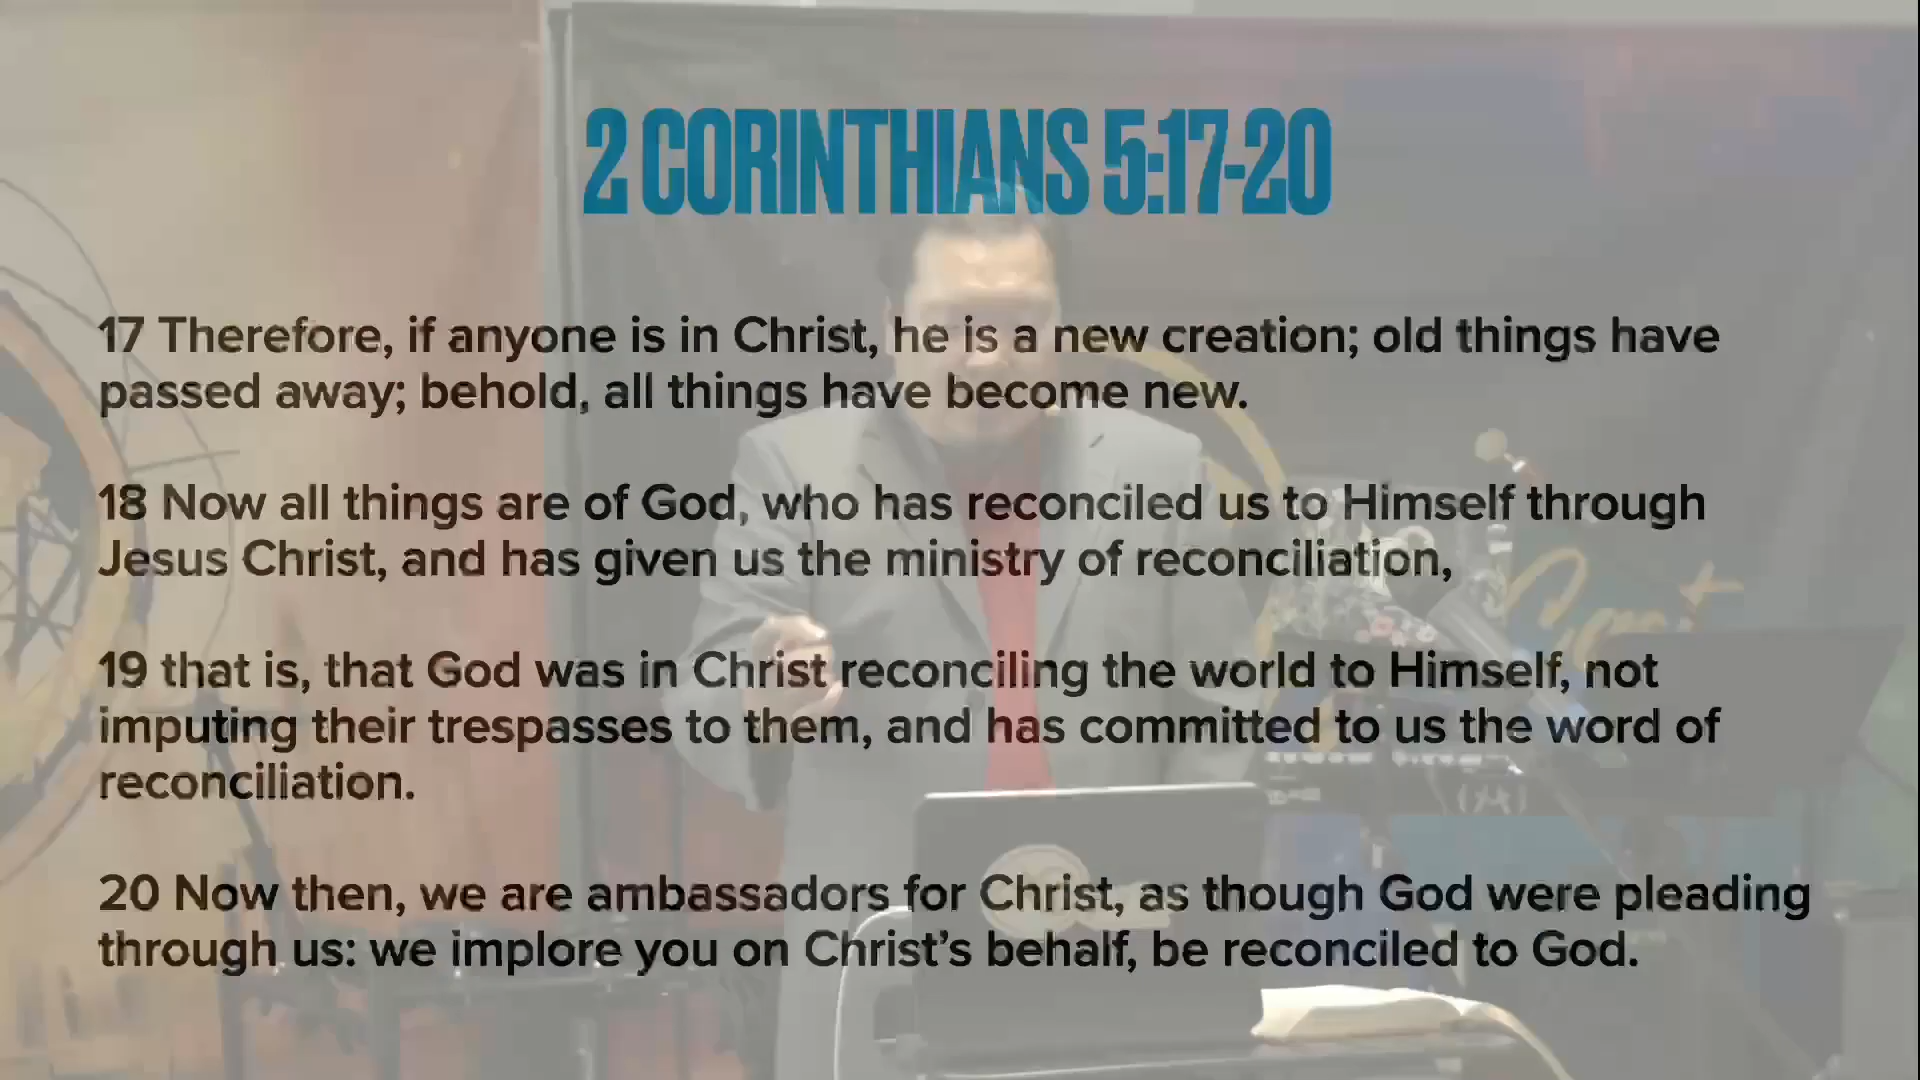 2 CORINTHIANS 5:17-20
17 Therefore, if anyone is in Christ, he is a new creation; old things have
passed away; behold, all things have become new.
18 Now all things are of God, who has reconciled us to Himself through
Jesus Christ, and has given us the ministry of reconciliation,
19 that is, that God was in Christ reconciling the world to Himself, not
imputing their trespasses to them, and has committed to us the word of
reconciliation.
20 Now then, we are ambassadors for Christ, as though God were pleading
through us: we implore you on Christ’s behalf, be reconciled to God.